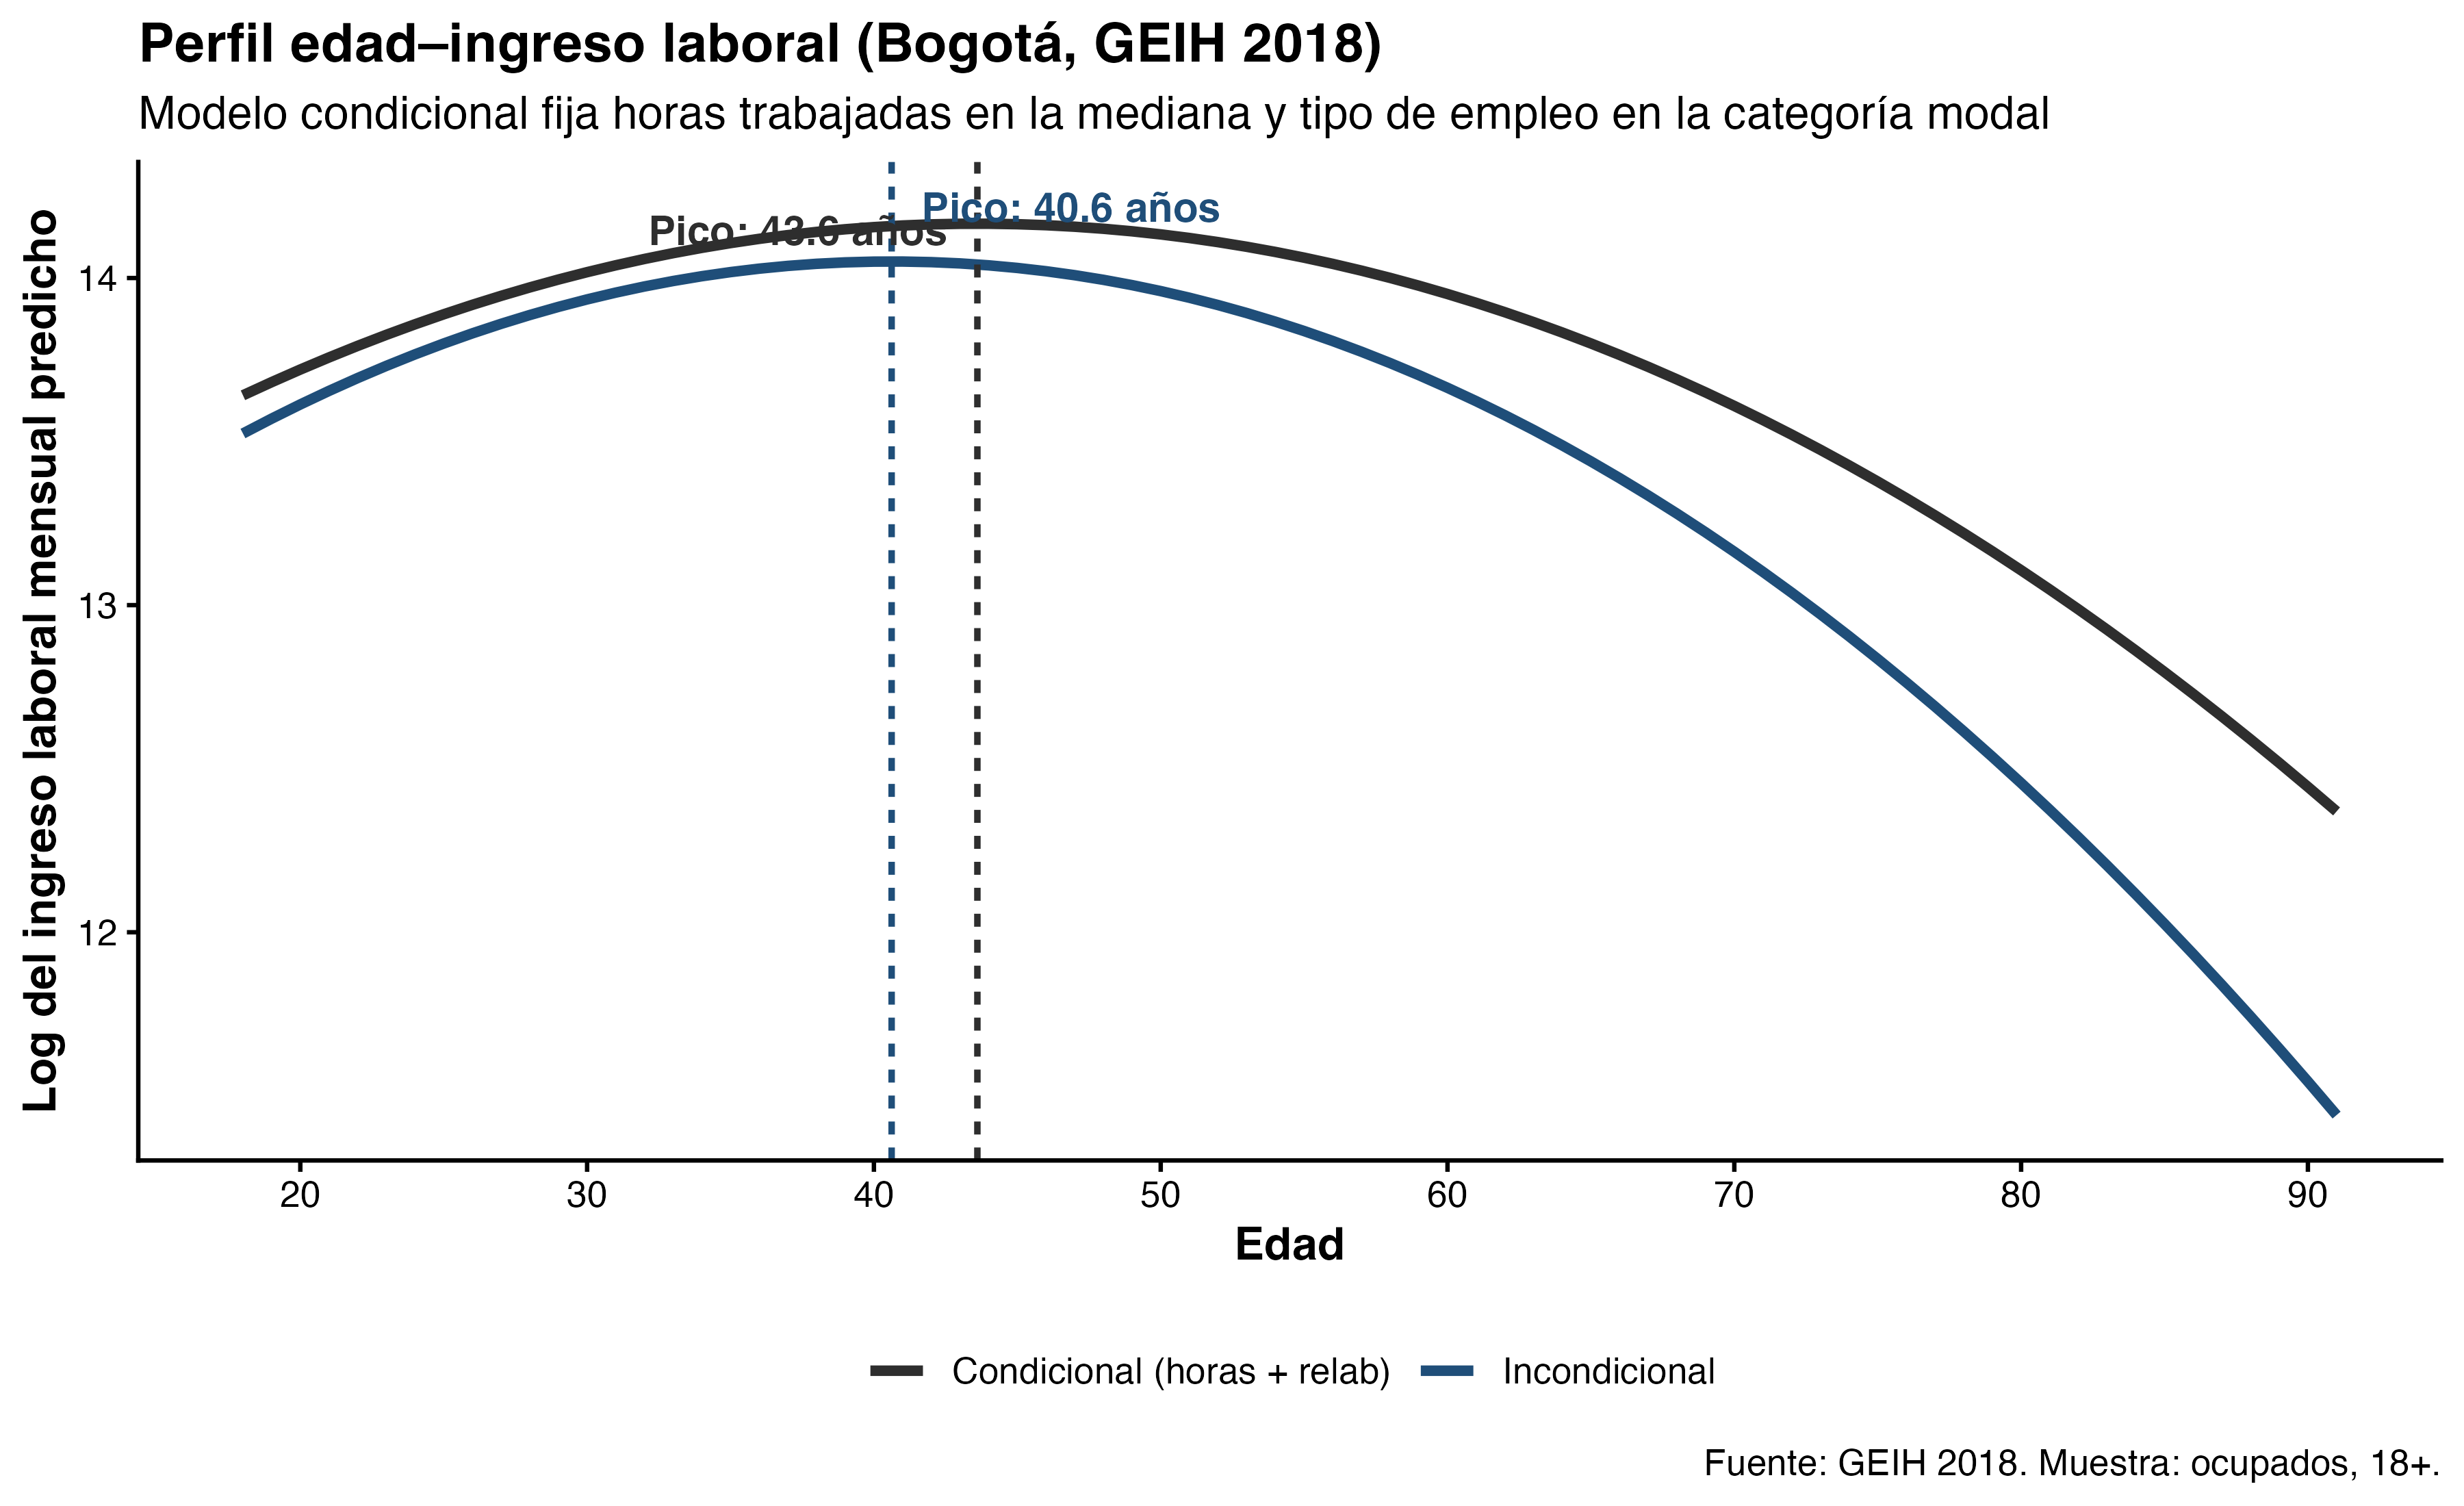 Perfil edad–ingreso laboral (Bogotá, GEIH 2018)
Modelo condicional fija horas trabajadas en la mediana y tipo de empleo en la categoría modal
Log del ingreso laboral mensual predicho
Pico: 40.6 años
Pico: 43.6 años
14
13
12
20 30 40 50 60 70 80 90
Edad
Condicional (horas + relab) Incondicional
Fuente: GEIH 2018. Muestra: ocupados, 18+.